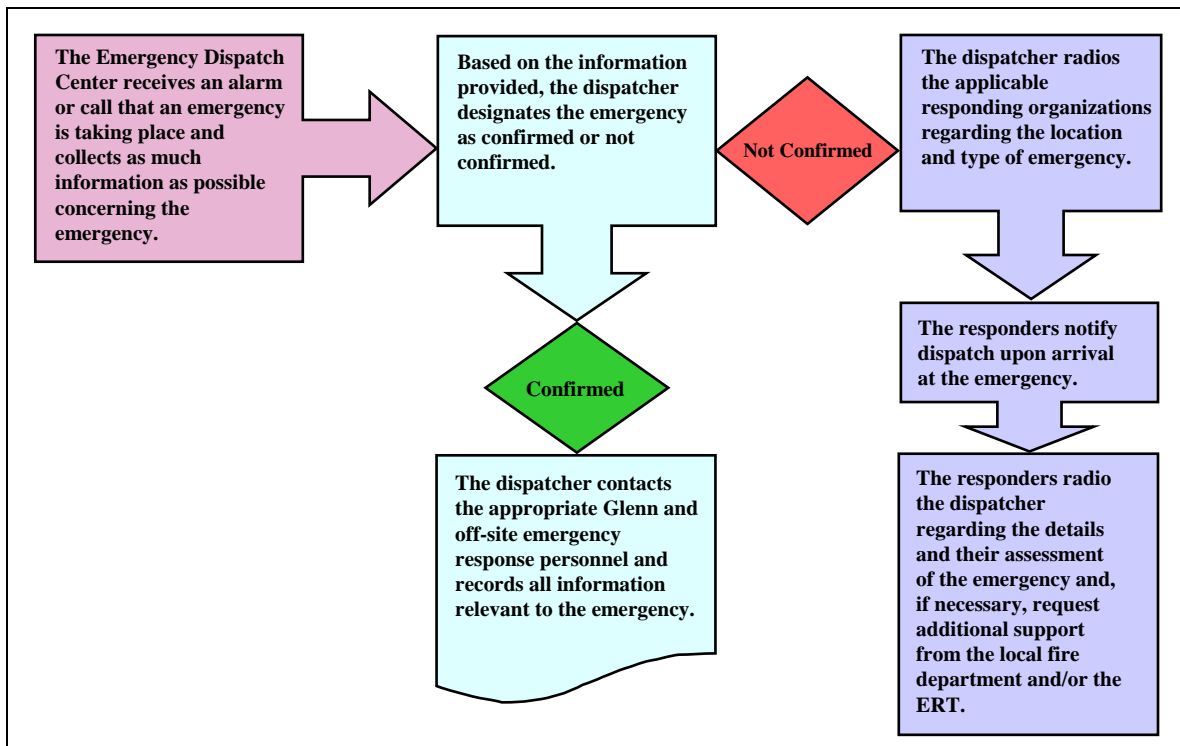 The Emergency Dispatch
Center receives an alarm
or call that an emergency
is taking place and
collects as much
information as possible
concerning the
emergency.
Based on the information
provided, the dispatcher
designates the emergency
as confirmed or not
confirmed.
Not Confirmed
The dispatcher radios
the applicable
responding organizations
regarding the location
and type of emergency.
The responders notify
dispatch upon arrival
at the emergency.
The responders radio
the dispatcher
regarding the details
and their assessment
of the emergency and,
if necessary, request
additional support
from the local fire
department and/or the
ERT.
Confirmed
The dispatcher contacts
the appropriate Glenn and
off-site emergency
response personnel and
records all information
relevant to the emergency.